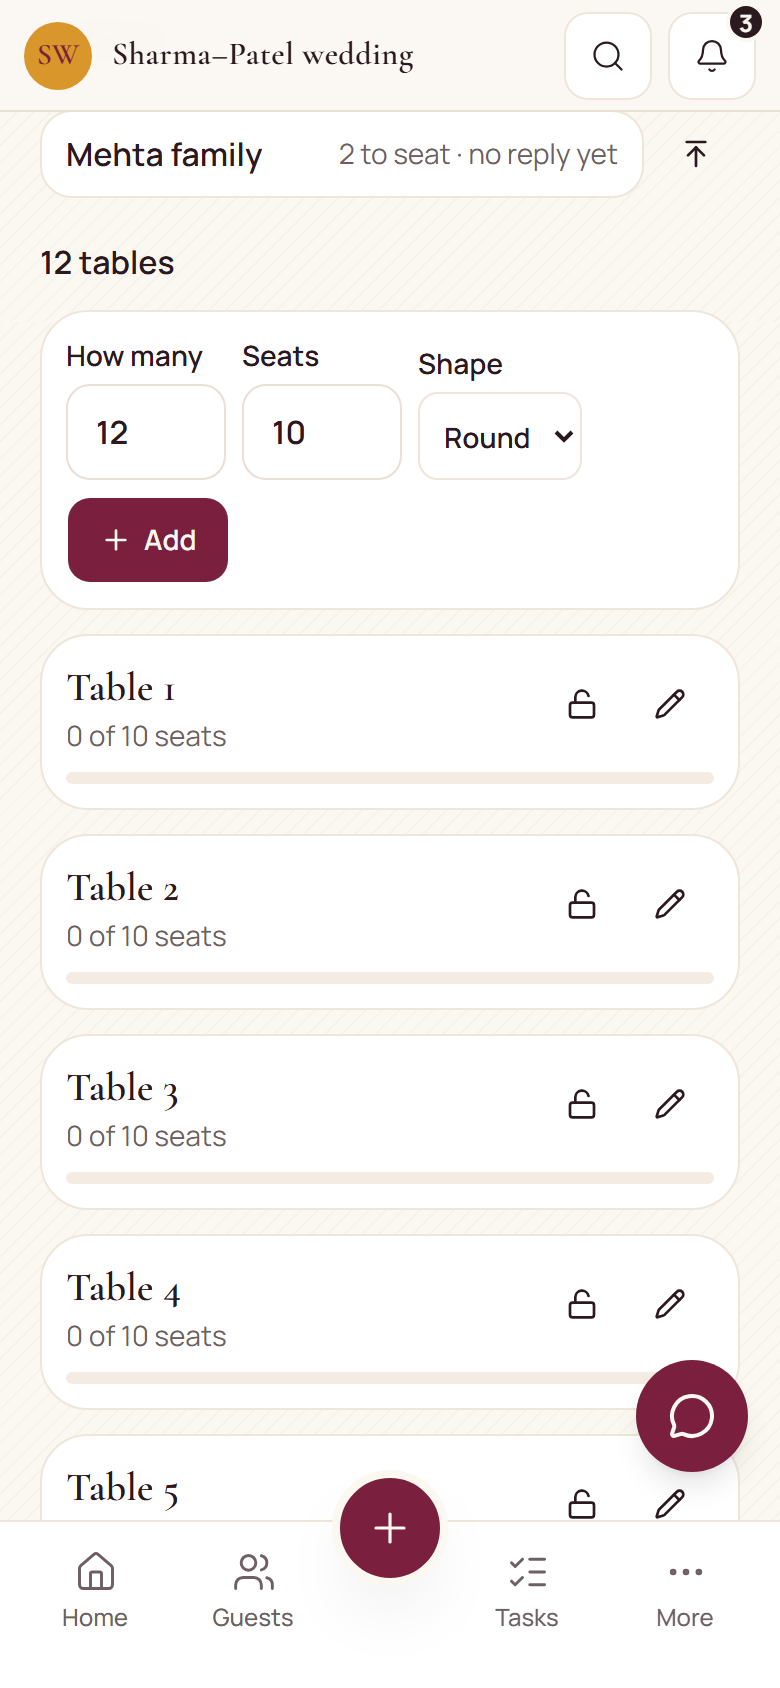 SW
Sharma–Patel wedding
3
Mehta family
2 to seat · no reply yet
12 tables
How many
Seats
Shape
12
10
Round
Add
Table 1
0 of 10 seats
Table 2
0 of 10 seats
Table 3
0 of 10 seats
Table 4
0 of 10 seats
Table 5
Home
Guests
Tasks
More